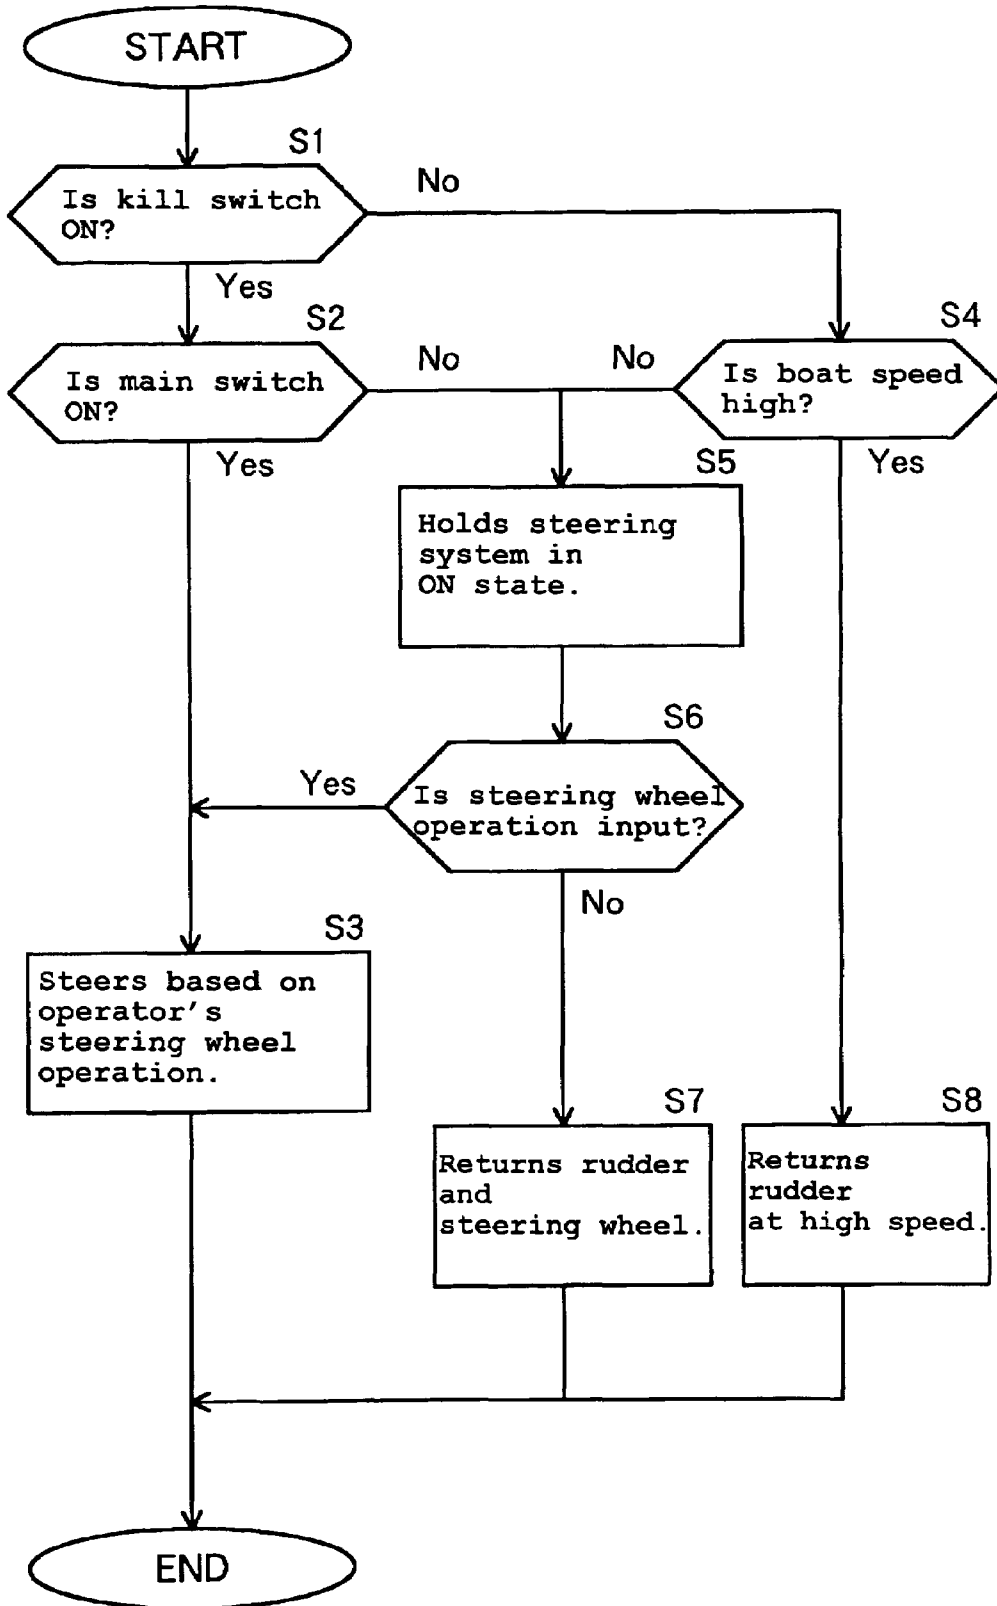 START
S1
Is kill switch
ON?
No
Yes
S2
Is main switch
ON?
No
No
S4
Is boat speed
high?
Yes
Yes
S5
Holds steering
system in
ON state.
S6
Is steering wheel
operation input?
Yes
No
S3
Steers based on
operator's
steering wheel
operation.
S7
Returns rudder
and
steering wheel.
S8
Returns
rudder
at high speed.
END